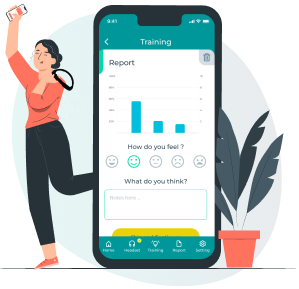 9:41
Training
Report
How do you feel ?
What do you think?
Notes here ...
Home Headset Training Report Setting